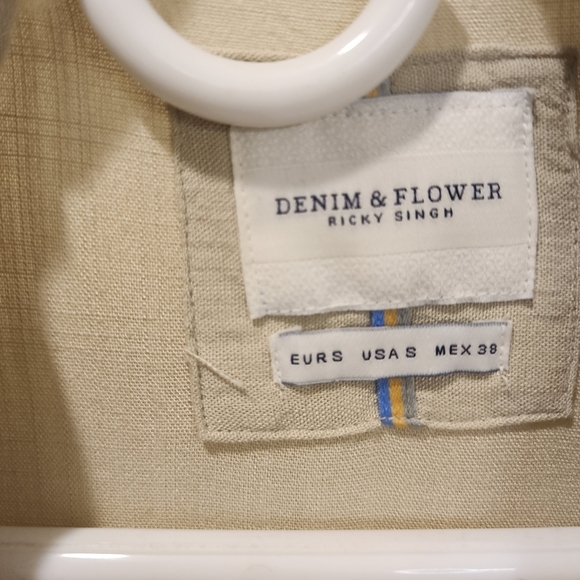 DENIM & FLOWER
RICKY SINGH
EUR S USA S MEX 38